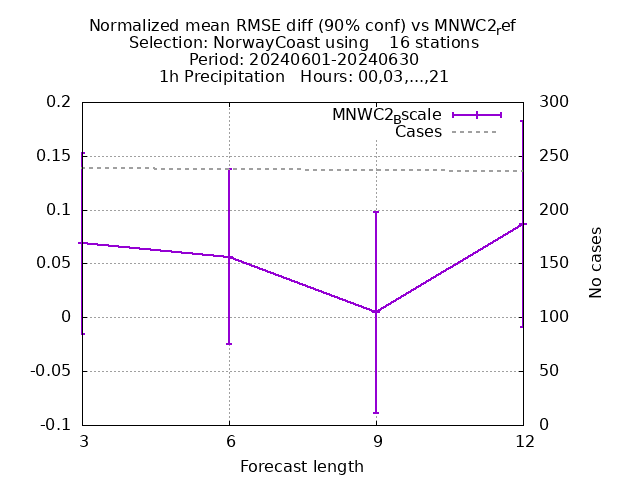 Normalized mean RMSE diff (90% conf) vs MNWC2ref
Selection: NorwayCoast using    16 stations
Period: 20240601-20240630
1h Precipitation   Hours: 00,03,...,21
MNWC2Bscale
Cases
0.2
0.15
0.1
0.05
0
-0.05
-0.1
300
250
200
150
100
50
0
No cases
3 6 9 12
Forecast length